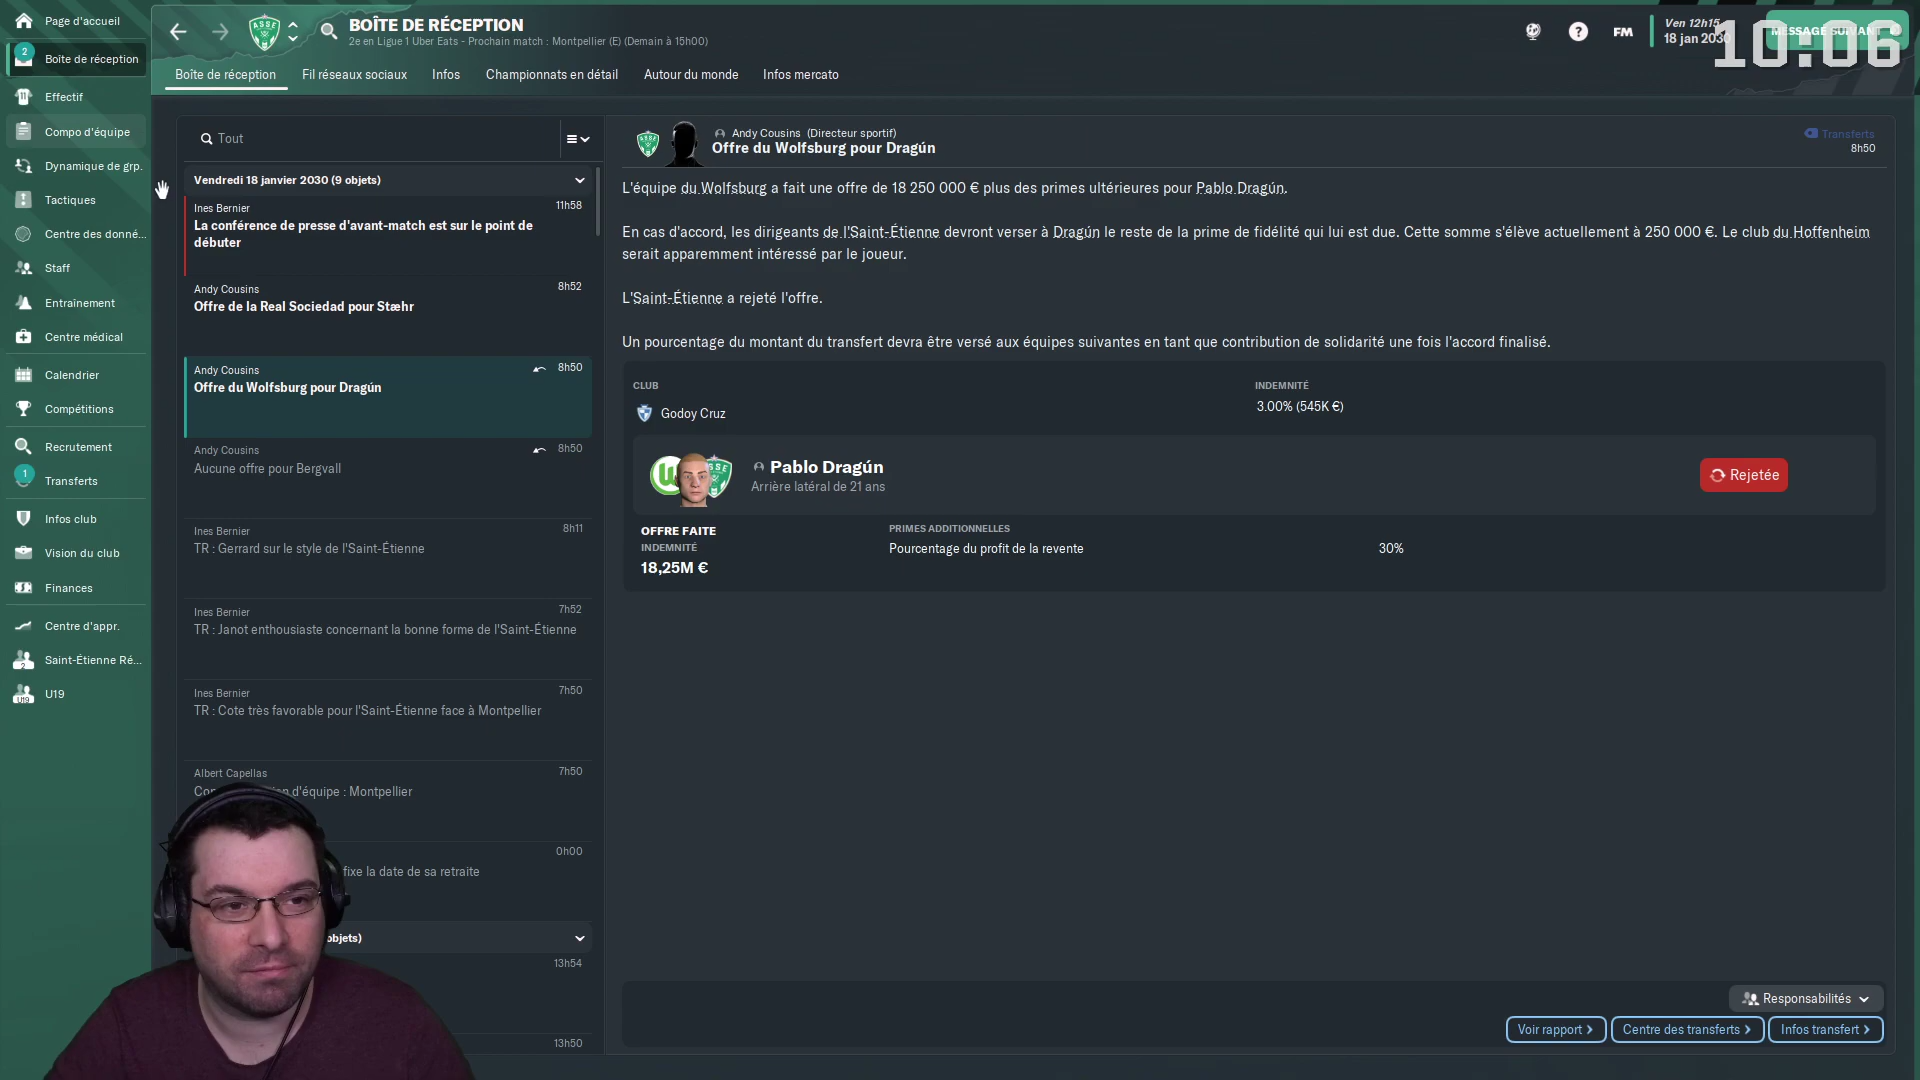 Page d'accueil
2
Boîte de réception
Effectif
Compo d'équipe
Dynamique de grp.
Tactiques
Centre des donné...
Staff
Entraînement
Centre médical
Calendrier
Compétitions
Recrutement
1
Transferts
Infos club
Vision du club
Finances
Centre d'appr.
2
Saint-Étienne Ré...
U19
U19
ASSE
BOÎTE DE RÉCEPTION
2e en Ligue 1 Uber Eats - Prochain match : Montpellier (E) (Demain à 15h00)
?
FM
Ven 12h15
18 jan 2030
MESSAGE SUIVANT
10:06
Boîte de réception
Fil réseaux sociaux
Infos
Championnats en détail
Autour du monde
Infos mercato
Tout
Vendredi 18 janvier 2030 (9 objets)
Ines Bernier
11h58
La conférence de presse d'avant-match est sur le point de
débuter
Andy Cousins
8h52
Offre de la Real Sociedad pour Stæhr
Andy Cousins
8h50
Offre du Wolfsburg pour Dragún
Andy Cousins
8h50
Aucune offre pour Bergvall
Ines Bernier
8h11
TR : Gerrard sur le style de l'Saint-Étienne
Ines Bernier
7h52
TR : Janot enthousiaste concernant la bonne forme de l'Saint-Étienne
Ines Bernier
7h50
TR : Cote très favorable pour l'Saint-Étienne face à Montpellier
Albert Capellas
7h50
d'équipe : Montpellier
0h00
fixe la date de sa retraite
objets)
13h54
13h50
Andy Cousins (Directeur sportif)
Offre du Wolfsburg pour Dragún
Transferts
8h50
L'équipe du Wolfsburg a fait une offre de 18 250 000 € plus des primes ultérieures pour Pablo Dragún.
En cas d'accord, les dirigeants de l'Saint-Étienne devront verser à Dragún le reste de la prime de fidélité qui lui est due. Cette somme s'élève actuellement à 250 000 €. Le club du Hoffenheim
serait apparemment intéressé par le joueur.
L'Saint-Étienne a rejeté l'offre.
Un pourcentage du montant du transfert devra être versé aux équipes suivantes en tant que contribution de solidarité une fois l'accord finalisé.
CLUB
INDEMNITÉ
Godoy Cruz
3.00% (545K €)
Pablo Dragún
Arrière latéral de 21 ans
Rejetée
OFFRE FAITE
PRIMES ADDITIONNELLES
INDEMNITÉ
Pourcentage du profit de la revente
30%
18,25M €
Responsabilités
Voir rapport
Centre des transferts
Infos transfert